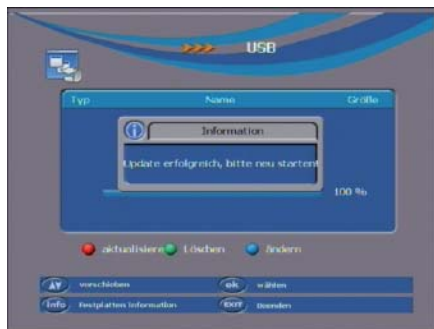 >>> USB
Typ Name Größe
Information
Update erfolgreich, bitte neu starten!
100 %
aktualisiere Löschen ändern
verschieben ok wählen
Info Festplatten Information EXIT Beenden